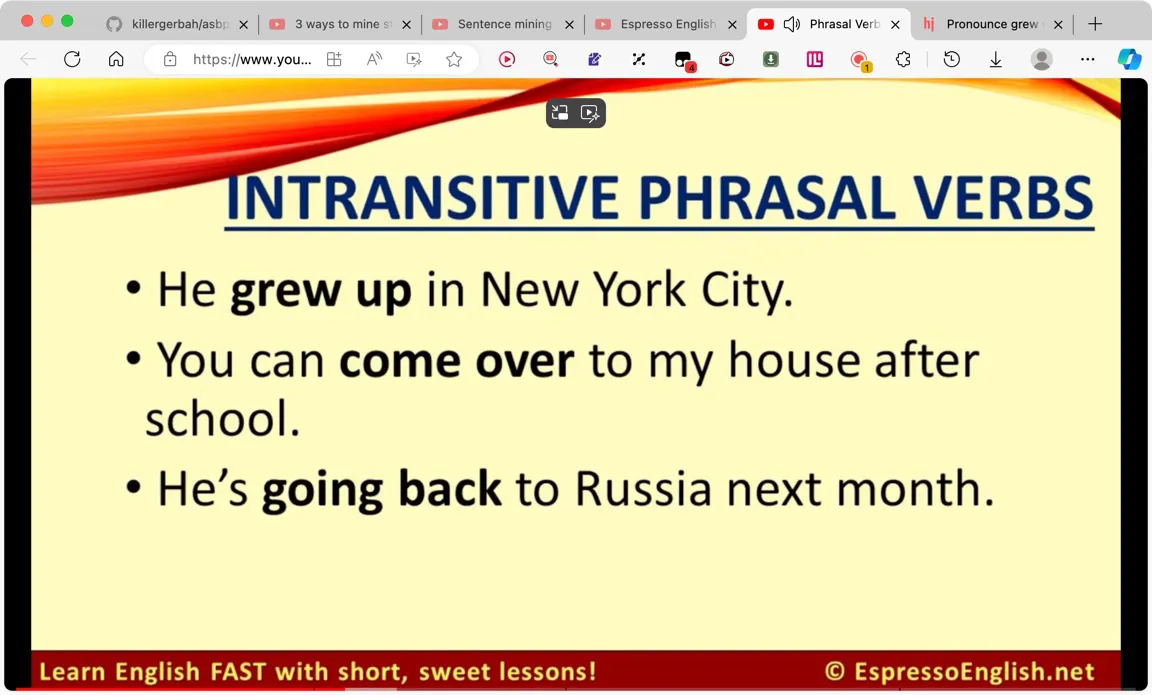 killergerbah/asbp
3 ways to mine s
Sentence mining
Espresso English
Phrasal Verb
hj
Pronounce grew
https://www.you...
4
1
INTRANSITIVE PHRASAL VERBS
• He grew up in New York City.
• You can come over to my house after
school.
• He’s going back to Russia next month.
Learn English FAST with short, sweet lessons!
© EspressoEnglish.net